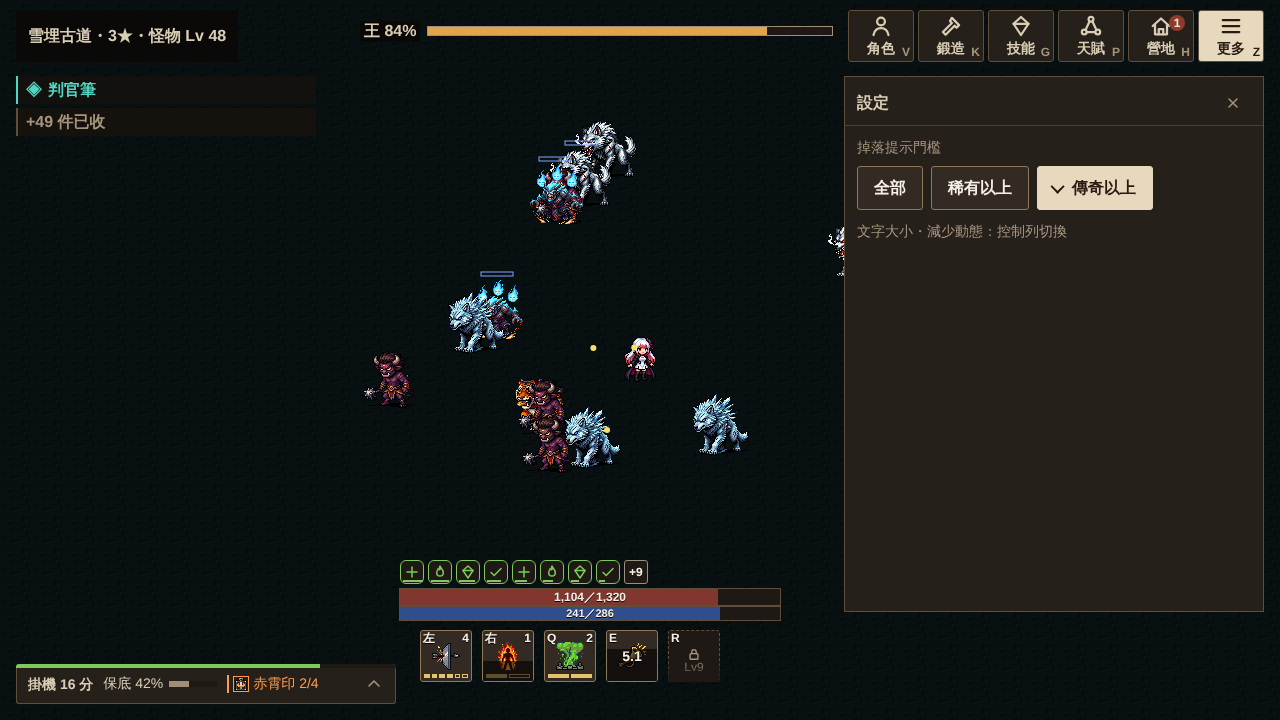 雪埋古道・3★・怪物 Lv 48
王 84%
角色 V
鍛造 K
技能 G
天賦 P
營地 H 1
更多 Z
◈ 判官筆
+49 件已收
設定 ×
掉落提示門檻
全部
稀有以上
傳奇以上
文字大小・減少動態：控制列切換
+9
1,104／1,320
241／286
左 4
右 1
Q 2
E 5.1
R Lv9
掛機 16 分 保底 42% 赤霄印 2/4